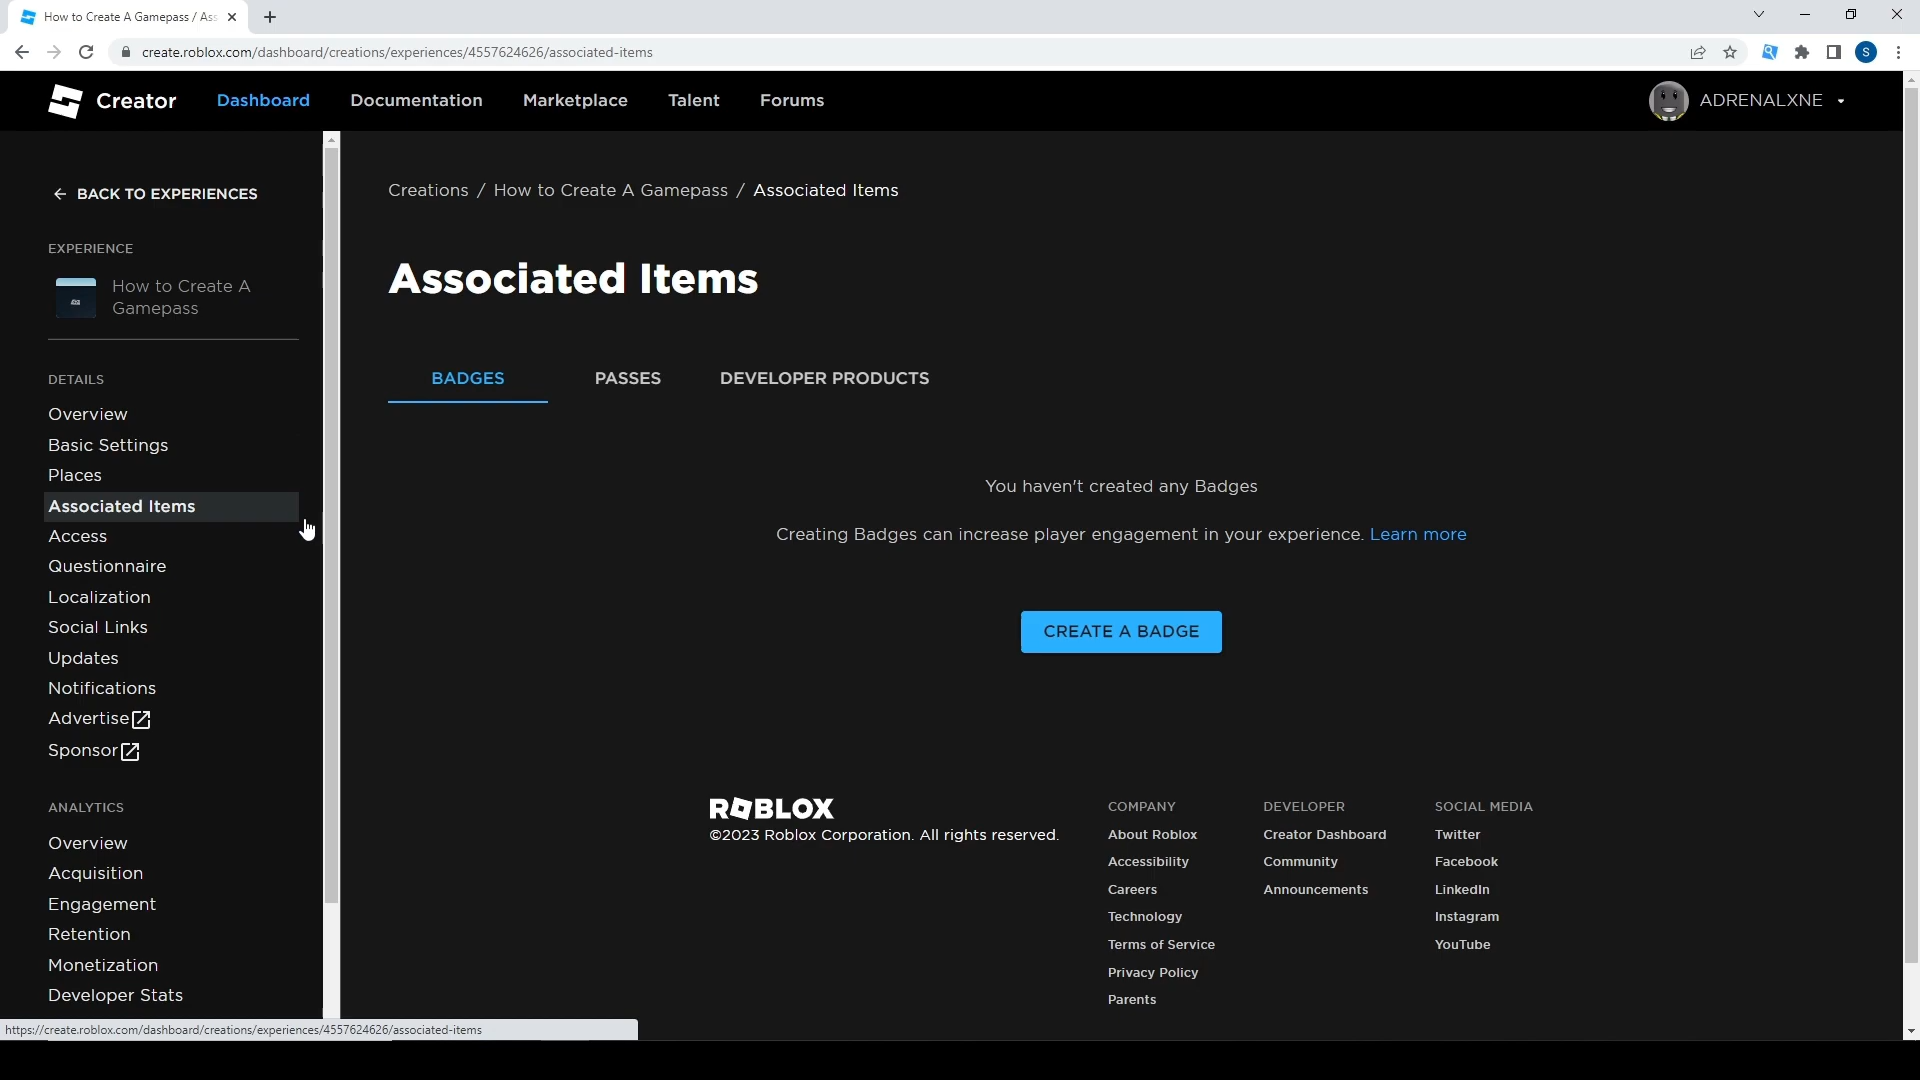 How to Create A Gamepass / Ass
create.roblox.com/dashboard/creations/experiences/4557624626/associated-items
S
Creator
Dashboard
Documentation
Marketplace
Talent
Forums
ADRENALXNE
BACK TO EXPERIENCES
EXPERIENCE
How to Create A
Gamepass
DETAILS
Overview
Basic Settings
Places
Associated Items
Access
Questionnaire
Localization
Social Links
Updates
Notifications
Advertise
Sponsor
ANALYTICS
Overview
Acquisition
Engagement
Retention
Monetization
Developer Stats
https://create.roblox.com/dashboard/creations/experiences/4557624626/associated-items
Creations / How to Create A Gamepass / Associated Items
Associated Items
BADGES
PASSES
DEVELOPER PRODUCTS
You haven't created any Badges
Creating Badges can increase player engagement in your experience. Learn more
CREATE A BADGE
ROBLOX
©2023 Roblox Corporation. All rights reserved.
COMPANY
About Roblox
Accessibility
Careers
Technology
Terms of Service
Privacy Policy
Parents
DEVELOPER
Creator Dashboard
Community
Announcements
SOCIAL MEDIA
Twitter
Facebook
LinkedIn
Instagram
YouTube